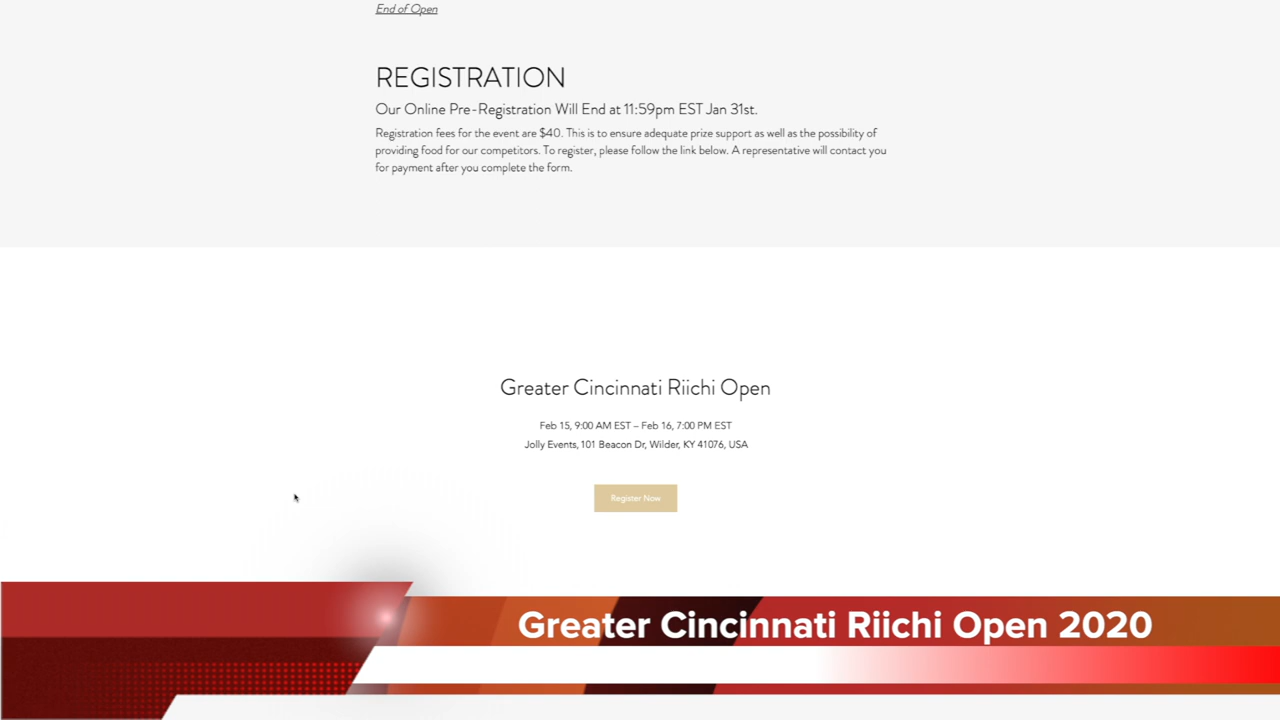 End of Open
REGISTRATION
Our Online Pre-Registration Will End at 11:59pm EST Jan 31st.
Registration fees for the event are $40. This is to ensure adequate prize support as well as the possibility of
providing food for our competitors. To register, please follow the link below. A representative will contact you
for payment after you complete the form.
Greater Cincinnati Riichi Open
Feb 15, 9:00 AM EST – Feb 16, 7:00 PM EST
Jolly Events, 101 Beacon Dr, Wilder, KY 41076, USA
Register Now
Greater Cincinnati Riichi Open 2020